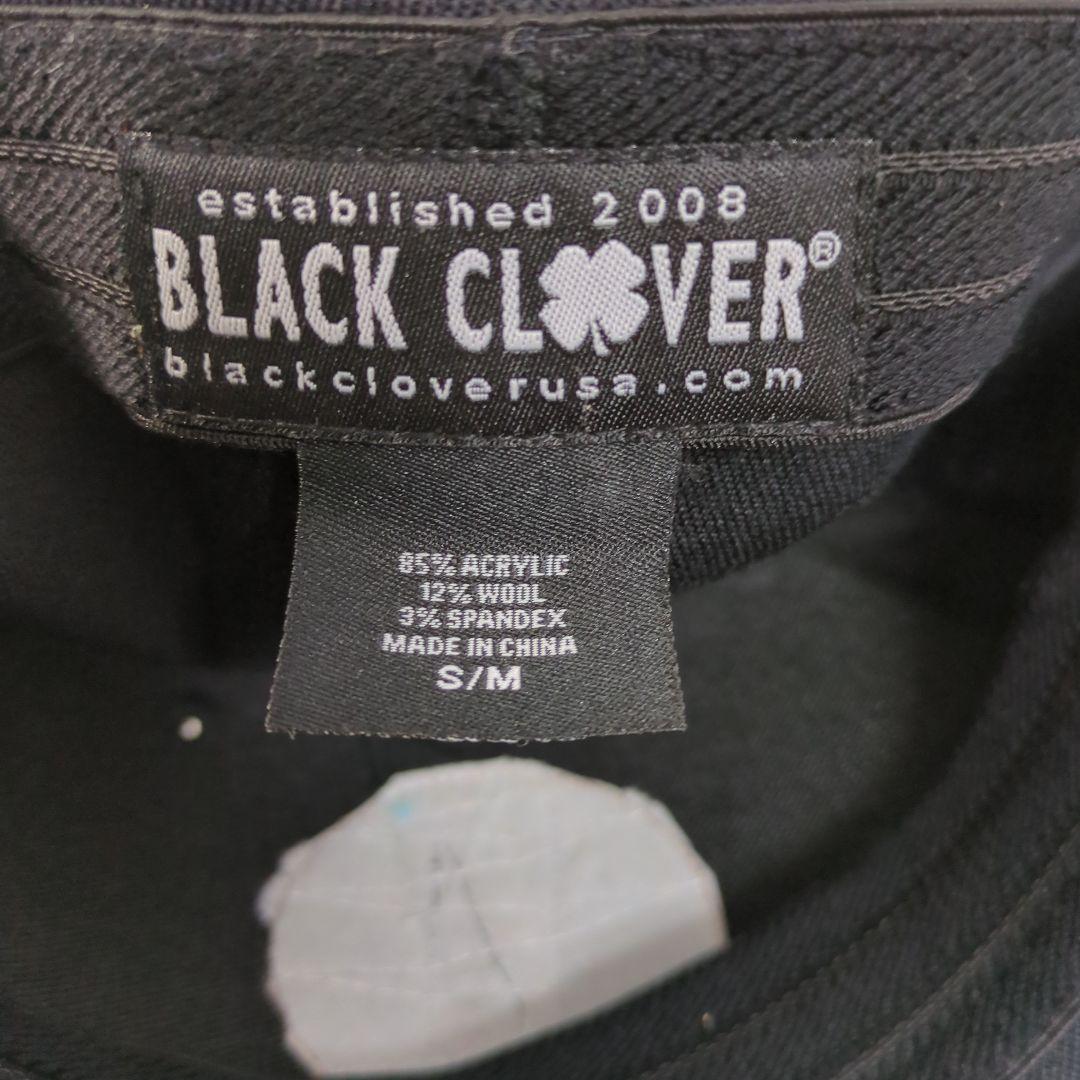 established 2008
BLACK CLOVER®
blackcloverusa.com
85% ACRYLIC
12% WOOL
3% SPANDEX
MADE IN CHINA
S/M